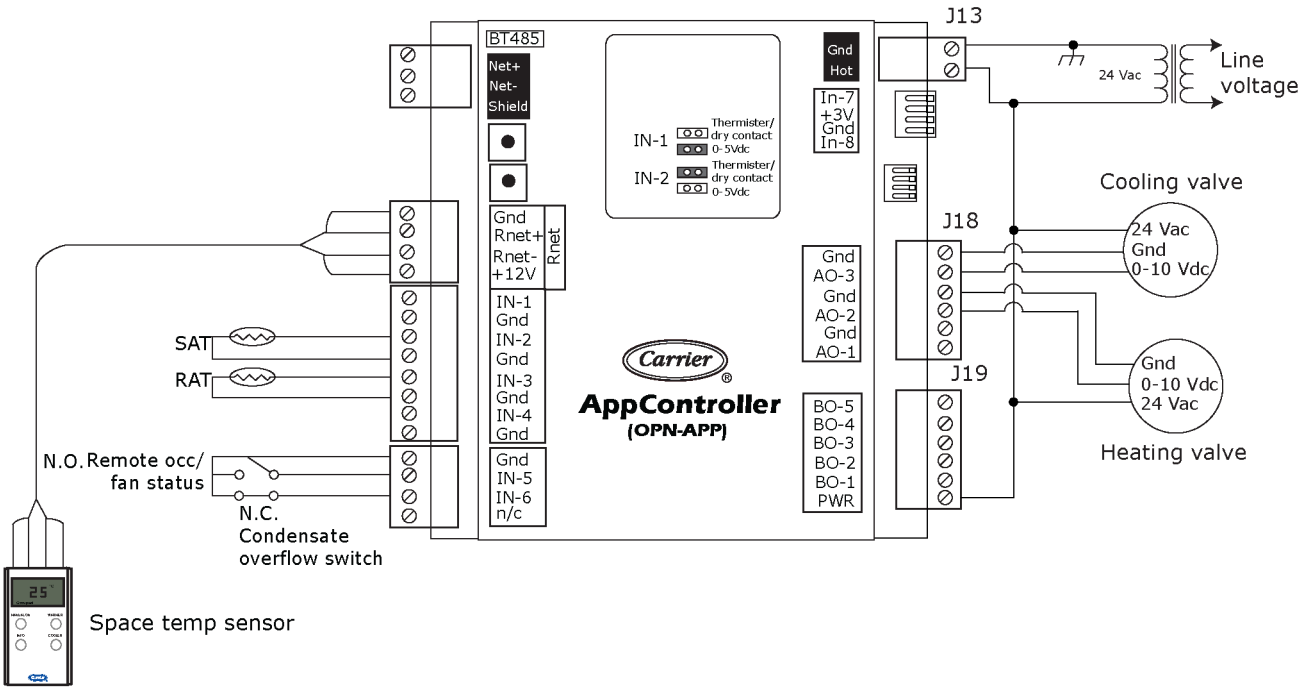 J13
BT485
Net+
Net-
Shield
Gnd
Hot
24 Vac
Line
voltage
In-7
+3V
Gnd
In-8
IN-1
Thermister/
dry contact
0-5Vdc
IN-2
Thermister/
dry contact
0-5Vdc
Cooling valve
24 Vac
Gnd
0-10 Vdc
Gnd
Rnet+
Rnet-
+12V
Rnet
J18
Gnd
AO-3
Gnd
AO-2
Gnd
AO-1
IN-1
Gnd
IN-2
Gnd
IN-3
Gnd
IN-4
Gnd
SAT
RAT
Carrier
®
AppController
(OPN-APP)
J19
Gnd
0-10 Vdc
24 Vac
Heating valve
BO-5
BO-4
BO-3
BO-2
BO-1
PWR
N.O. Remote occ/
fan status
Gnd
IN-5
IN-6
n/c
N.C.
Condensate
overflow switch
25
Space temp sensor